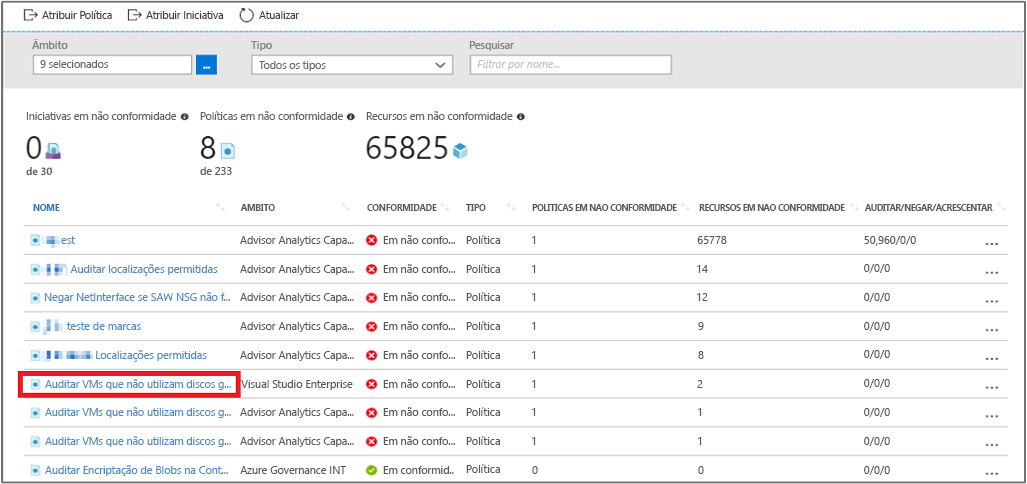 Atribuir Política Atribuir Iniciativa Atualizar
Âmbito Tipo Pesquisar
9 selecionados ... Todos os tipos Filtrar por nome...
Iniciativas em não conformidade Políticas em não conformidade Recursos em não conformidade
0 8 65825
de 30 de 233
NOME AMBITO CONFORMIDADE TIPO POLITICAS EM NAO CONFORMIDADE RECURSOS EM NAO CONFORMIDADE AUDITAR/NEGAR/ACRESCENTAR
est Advisor Analytics Capa... Em não confo... Política 1 65778 50,960/0/0 ...
Auditar localizações permitidas Advisor Analytics Capa... Em não confo... Política 1 14 0/0/0 ...
Negar NetInterface se SAW NSG não f... Advisor Analytics Capa... Em não confo... Política 1 12 0/0/0 ...
teste de marcas Advisor Analytics Capa... Em não confo... Política 1 9 0/0/0 ...
Localizações permitidas Advisor Analytics Capa... Em não confo... Política 1 8 0/0/0 ...
Auditar VMs que não utilizam discos g... Visual Studio Enterprise Em não confo... Política 1 2 0/0/0 ...
Auditar VMs que não utilizam discos g... Advisor Analytics Capa... Em não confo... Política 1 1 0/0/0 ...
Auditar VMs que não utilizam discos g... Advisor Analytics Capa... Em não confo... Política 1 1 0/0/0 ...
Auditar Encriptação de Blobs na Cont... Azure Governance INT Em conformid.. Política 0 0 0/0/0 ...